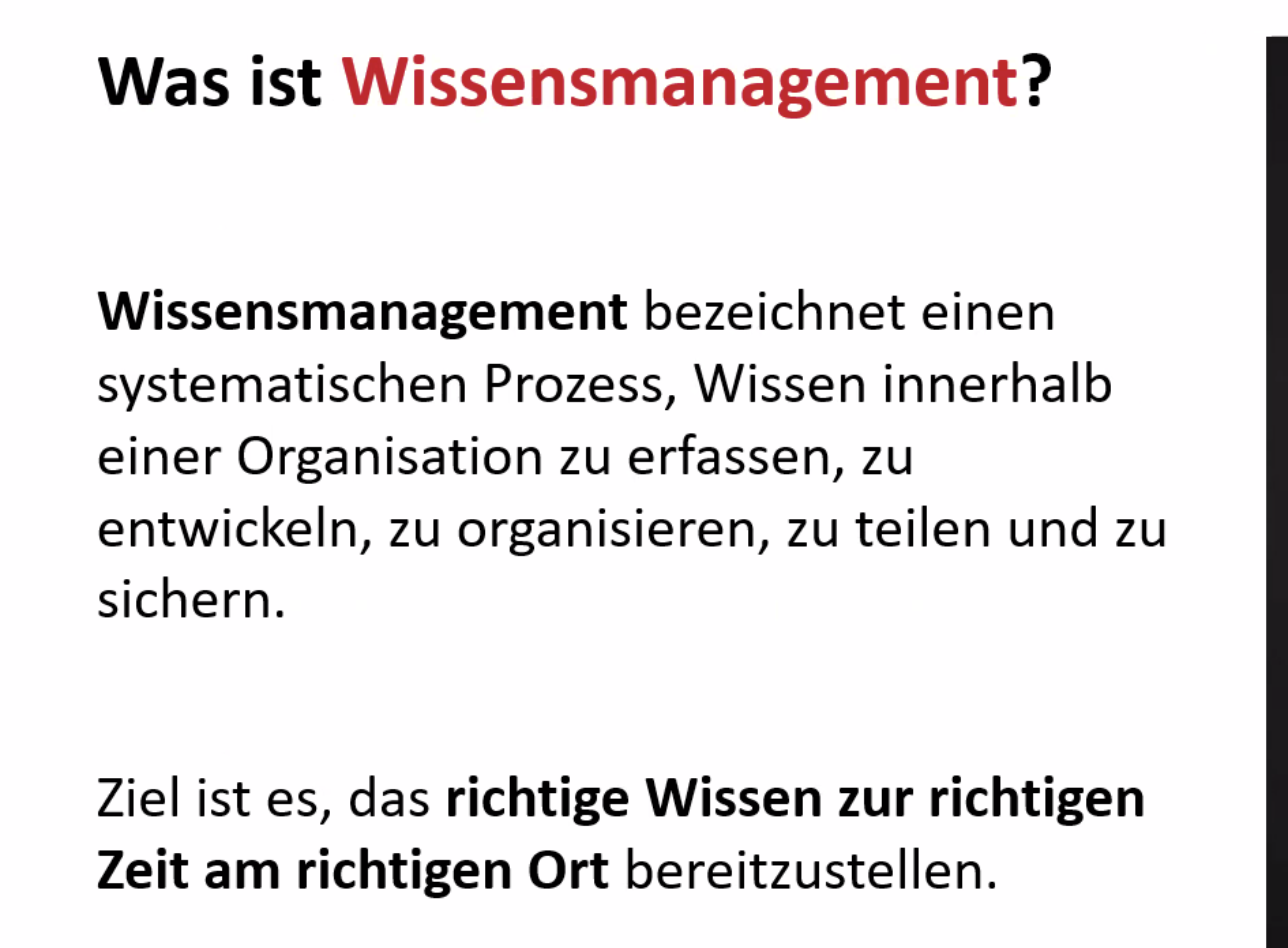 Was ist Wissensmanagement?
Wissensmanagement bezeichnet einen
systematischen Prozess, Wissen innerhalb
einer Organisation zu erfassen, zu
entwickeln, zu organisieren, zu teilen und zu
sichern.
Ziel ist es, das richtige Wissen zur richtigen
Zeit am richtigen Ort bereitzustellen.